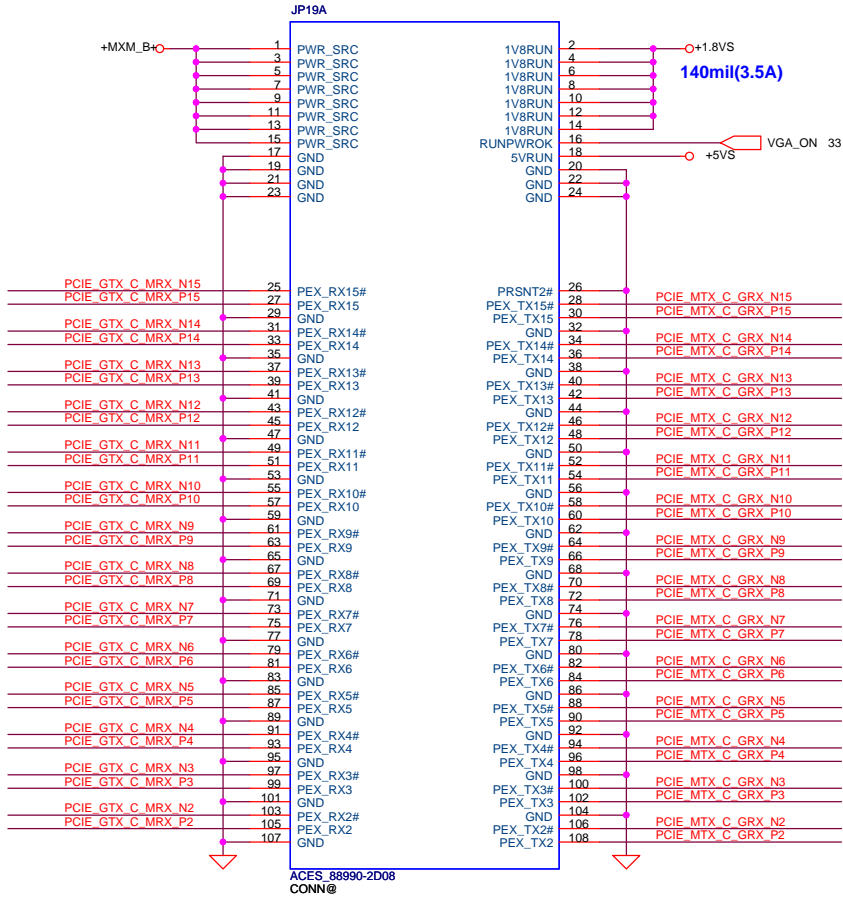 JP19A
+MXM_B+ 1 PWR_SRC 1V8RUN 2 +1.8VS
3 PWR_SRC 1V8RUN 4
5 PWR_SRC 1V8RUN 6 140mil(3.5A)
7 PWR_SRC 1V8RUN 8
9 PWR_SRC 1V8RUN 10
11 PWR_SRC 1V8RUN 12
13 PWR_SRC 1V8RUN 14
15 PWR_SRC RUNPWROK 16 VGA_ON 33
17 GND 5VRUN 18 +5VS
19 GND GND 20
21 GND GND 22
23 GND GND 24
PCIE_GTX_C_MRX_N15 25 PEX_RX15# PRSNT2# 26
PCIE_GTX_C_MRX_P15 27 PEX_RX15 PEX_TX15# 28 PCIE_MTX_C_GRX_N15
29 GND PEX_TX15 30 PCIE_MTX_C_GRX_P15
PCIE_GTX_C_MRX_N14 31 PEX_RX14# GND 32
PCIE_GTX_C_MRX_P14 33 PEX_RX14 PEX_TX14# 34 PCIE_MTX_C_GRX_N14
35 GND PEX_TX14 36 PCIE_MTX_C_GRX_P14
PCIE_GTX_C_MRX_N13 37 PEX_RX13# GND 38
PCIE_GTX_C_MRX_P13 39 PEX_RX13 PEX_TX13# 40 PCIE_MTX_C_GRX_N13
41 GND PEX_TX13 42 PCIE_MTX_C_GRX_P13
PCIE_GTX_C_MRX_N12 43 PEX_RX12# GND 44
PCIE_GTX_C_MRX_P12 45 PEX_RX12 PEX_TX12# 46 PCIE_MTX_C_GRX_N12
47 GND PEX_TX12 48 PCIE_MTX_C_GRX_P12
PCIE_GTX_C_MRX_N11 49 PEX_RX11# GND 50
PCIE_GTX_C_MRX_P11 51 PEX_RX11 PEX_TX11# 52 PCIE_MTX_C_GRX_N11
53 GND PEX_TX11 54 PCIE_MTX_C_GRX_P11
PCIE_GTX_C_MRX_N10 55 PEX_RX10# GND 56
PCIE_GTX_C_MRX_P10 57 PEX_RX10 PEX_TX10# 58 PCIE_MTX_C_GRX_N10
59 GND PEX_TX10 60 PCIE_MTX_C_GRX_P10
PCIE_GTX_C_MRX_N9 61 PEX_RX9# GND 62
PCIE_GTX_C_MRX_P9 63 PEX_RX9 PEX_TX9# 64 PCIE_MTX_C_GRX_N9
65 GND PEX_TX9 66 PCIE_MTX_C_GRX_P9
PCIE_GTX_C_MRX_N8 67 PEX_RX8# GND 68
PCIE_GTX_C_MRX_P8 69 PEX_RX8 PEX_TX8# 70 PCIE_MTX_C_GRX_N8
71 GND PEX_TX8 72 PCIE_MTX_C_GRX_P8
PCIE_GTX_C_MRX_N7 73 PEX_RX7# GND 74
PCIE_GTX_C_MRX_P7 75 PEX_RX7 PEX_TX7# 76 PCIE_MTX_C_GRX_N7
77 GND PEX_TX7 78 PCIE_MTX_C_GRX_P7
PCIE_GTX_C_MRX_N6 79 PEX_RX6# GND 80
PCIE_GTX_C_MRX_P6 81 PEX_RX6 PEX_TX6# 82 PCIE_MTX_C_GRX_N6
83 GND PEX_TX6 84 PCIE_MTX_C_GRX_P6
PCIE_GTX_C_MRX_N5 85 PEX_RX5# GND 86
PCIE_GTX_C_MRX_P5 87 PEX_RX5 PEX_TX5# 88 PCIE_MTX_C_GRX_N5
89 GND PEX_TX5 90 PCIE_MTX_C_GRX_P5
PCIE_GTX_C_MRX_N4 91 PEX_RX4# GND 92
PCIE_GTX_C_MRX_P4 93 PEX_RX4 PEX_TX4# 94 PCIE_MTX_C_GRX_N4
95 GND PEX_TX4 96 PCIE_MTX_C_GRX_P4
PCIE_GTX_C_MRX_N3 97 PEX_RX3# GND 98
PCIE_GTX_C_MRX_P3 99 PEX_RX3 PEX_TX3# 100 PCIE_MTX_C_GRX_N3
101 GND PEX_TX3 102 PCIE_MTX_C_GRX_P3
PCIE_GTX_C_MRX_N2 103 PEX_RX2# GND 104
PCIE_GTX_C_MRX_P2 105 PEX_RX2 PEX_TX2# 106 PCIE_MTX_C_GRX_N2
107 GND PEX_TX2 108 PCIE_MTX_C_GRX_P2
ACES_88990-2D08
CONN@